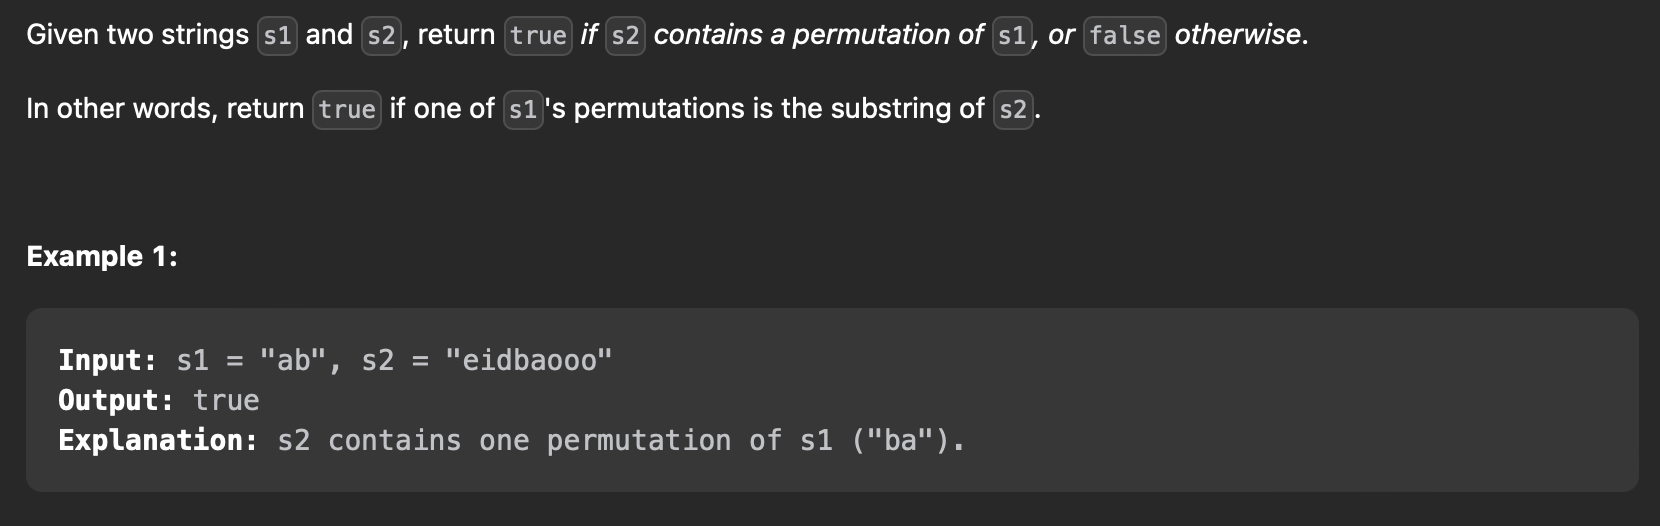 Given two strings s1 and s2, return true if s2 contains a permutation of s1, or false otherwise.
In other words, return true if one of s1's permutations is the substring of s2.
Example 1:
Input: s1 = "ab", s2 = "eidbaooo"
Output: true
Explanation: s2 contains one permutation of s1 ("ba").